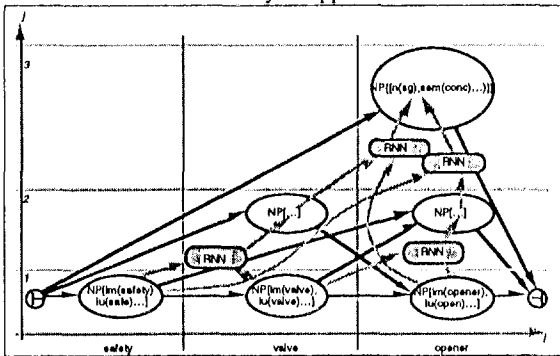 j
3
NP[[n(sg),sem(conc)...]]
RNN
RNN
2
NP[...]
NP[...]
RNN
RNN
1
NP[lm(safety)
lu(safe)...]
NP[lm(valve),
lu(valve)...]
NP[lm(opener),
lu(open)...]
i
safety
valve
opener